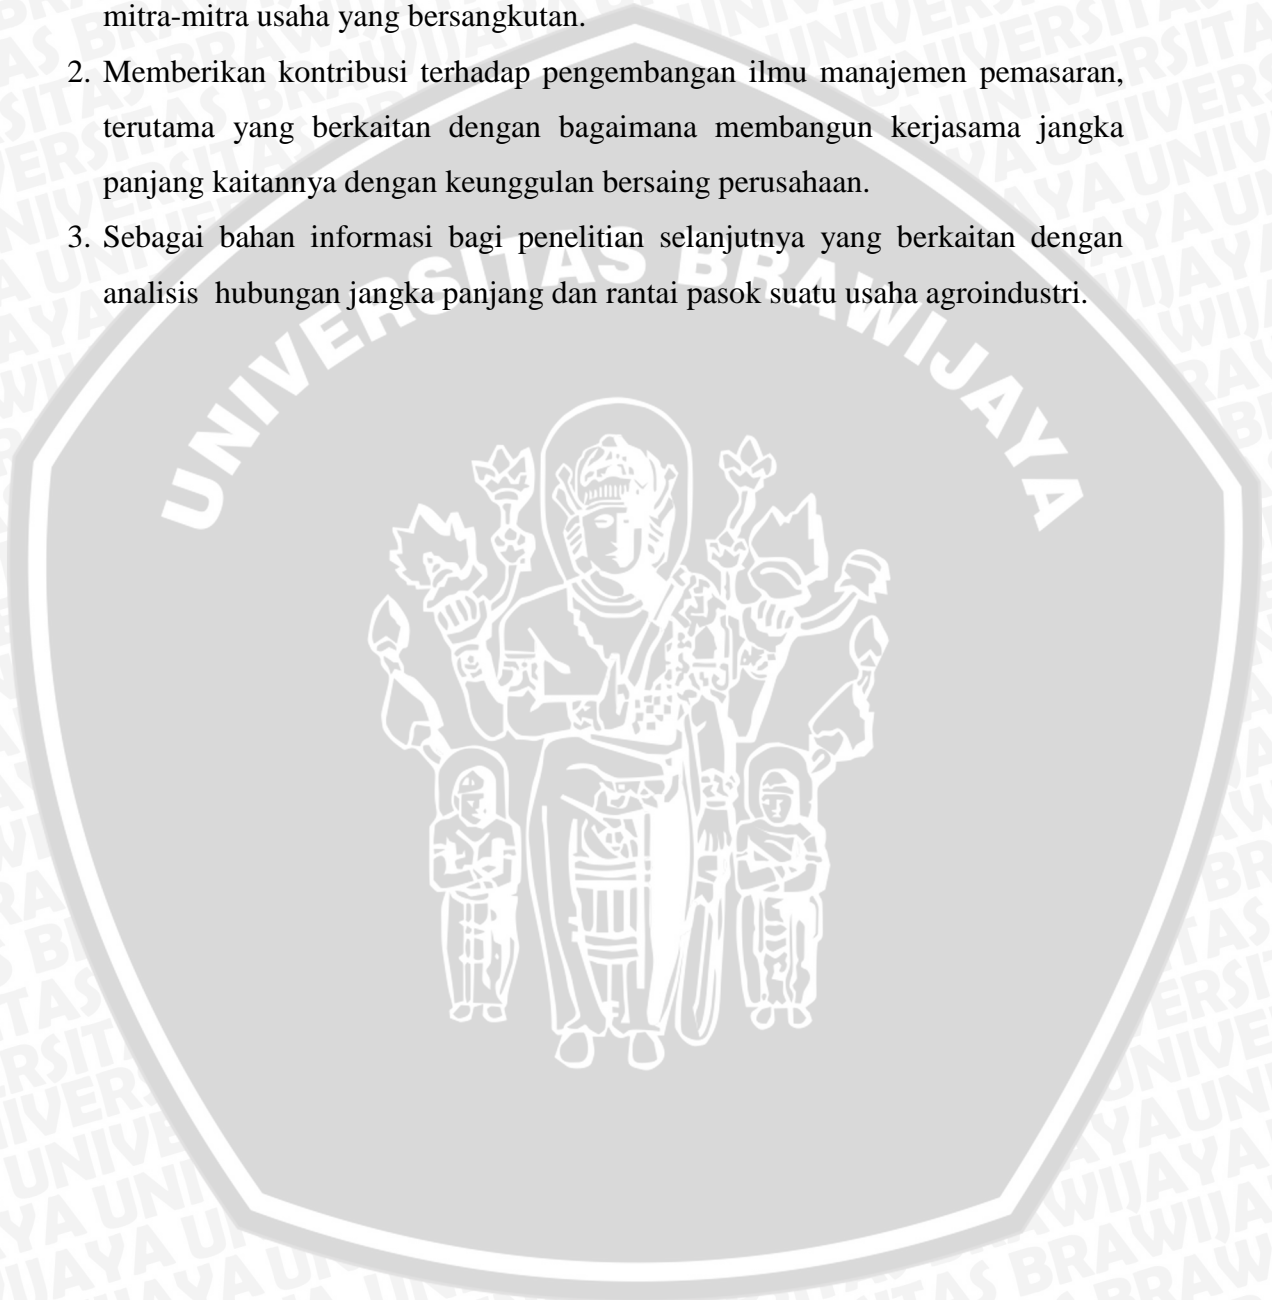 mitra-mitra usaha yang bersangkutan.
2. Memberikan kontribusi terhadap pengembangan ilmu manajemen pemasaran,
terutama yang berkaitan dengan bagaimana membangun kerjasama jangka
panjang kaitannya dengan keunggulan bersaing perusahaan.
3. Sebagai bahan informasi bagi penelitian selanjutnya yang berkaitan dengan
analisis hubungan jangka panjang dan rantai pasok suatu usaha agroindustri.
UNIVERSITAS BRAWIJAYA